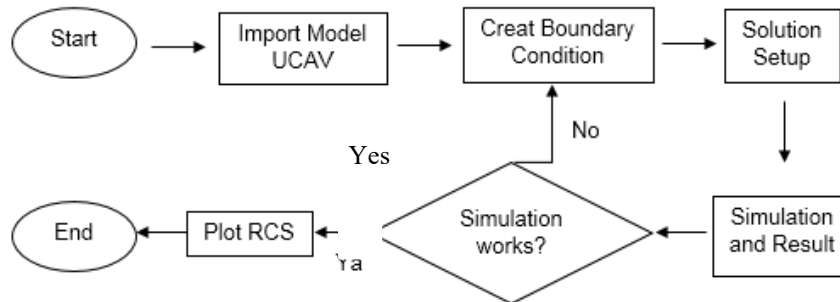 Start
Import Model
UCAV
Creat Boundary
Condition
Solution
Setup
No
Yes
End
Plot RCS
Simulation
works?
Simulation
and Result